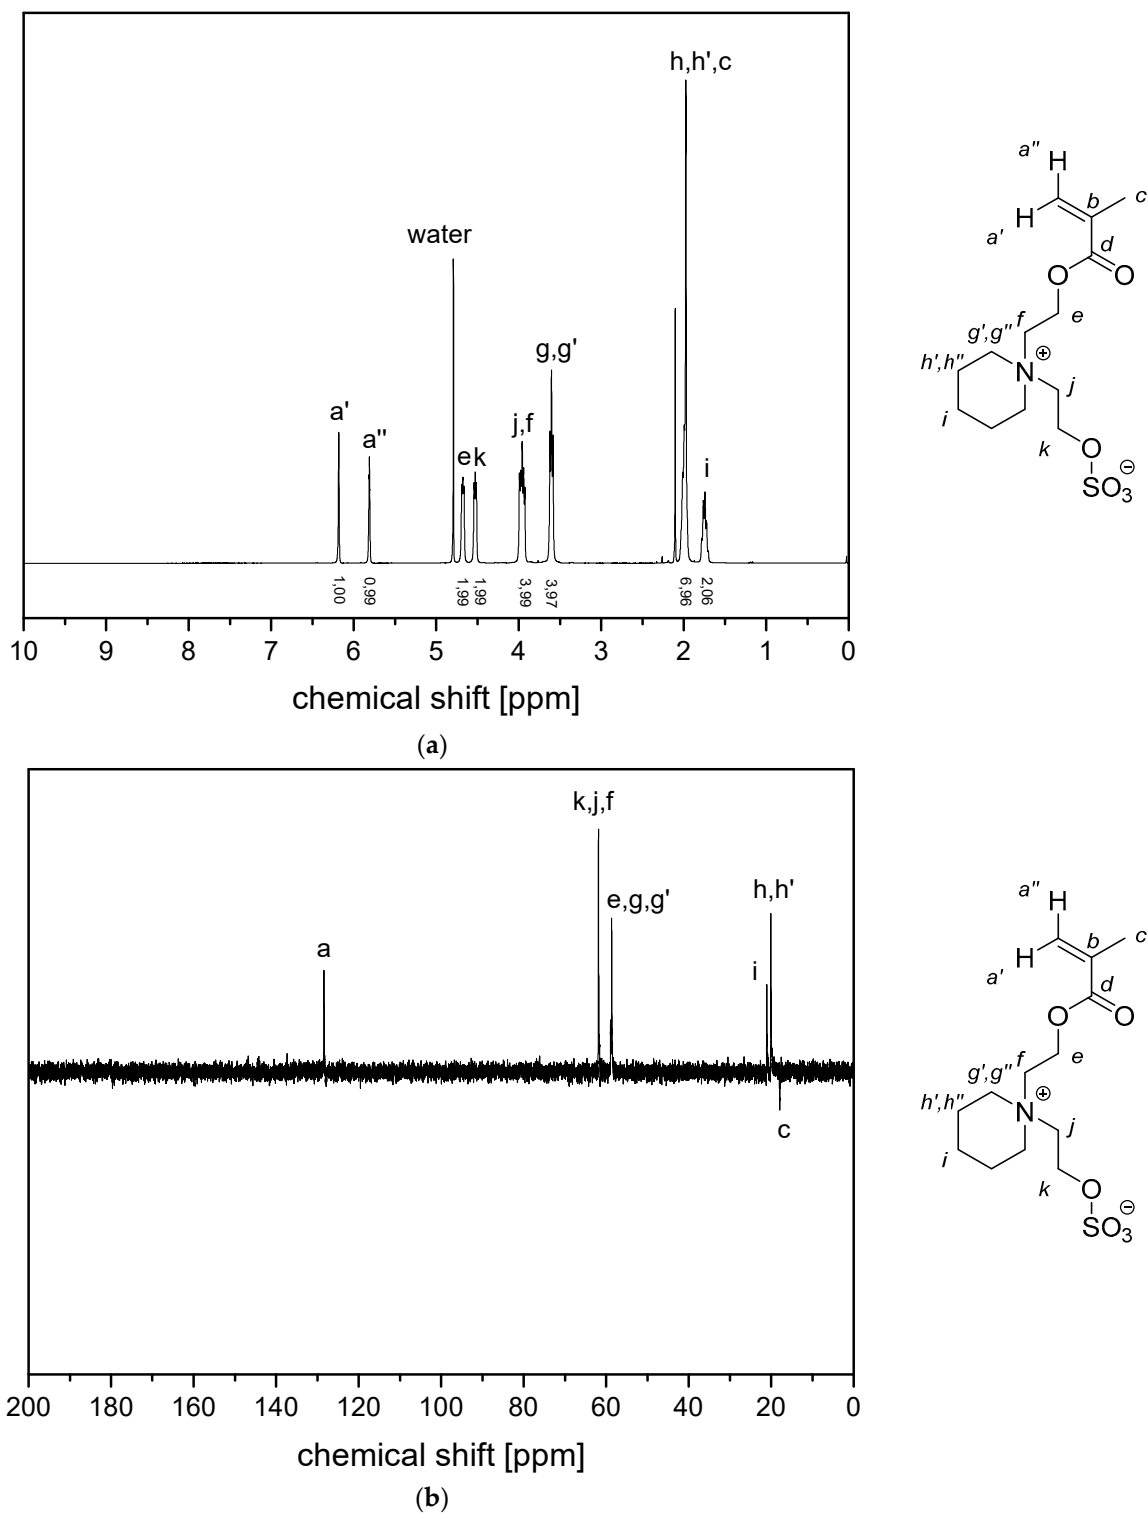 h,h',c
water
g,g'
a'
a''
e k
j,f
i
1,00
0,99
1,99
1,99
3,99
3,97
6,96
2,06
10 9 8 7 6 5 4 3 2 1 0
chemical shift [ppm]
(a)
a'' H
H b c
a' d
O O
f e
g',g''
h',h'' N ⊕
j
i
k O
⊖
SO3
k,j,f
e,g,g'
h,h'
a
i
c
200 180 160 140 120 100 80 60 40 20 0
chemical shift [ppm]
(b)
a'' H
H b c
a' d
O O
f e
g',g''
h',h'' N ⊕
j
i
k O
⊖
SO3